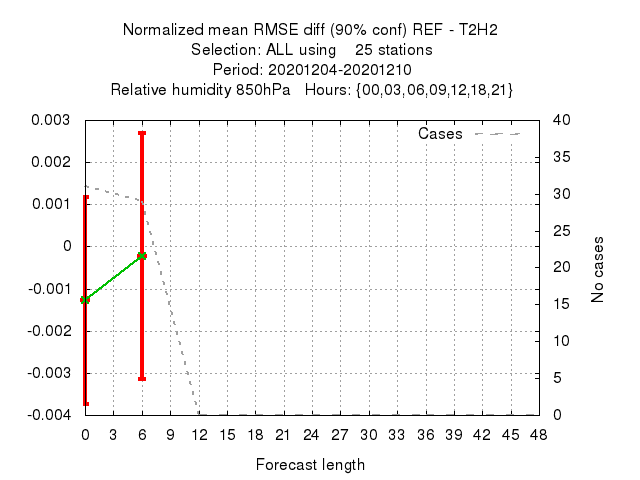 Normalized mean RMSE diff (90% conf) REF - T2H2
Selection: ALL using    25 stations
Period: 20201204-20201210
Relative humidity 850hPa   Hours: {00,03,06,09,12,18,21}
Cases
0.003
0.002
0.001
0
-0.001
-0.002
-0.003
-0.004
40
35
30
25
20
15
10
5
0
No cases
0 3 6 9 12 15 18 21 24 27 30 33 36 39 42 45 48
Forecast length